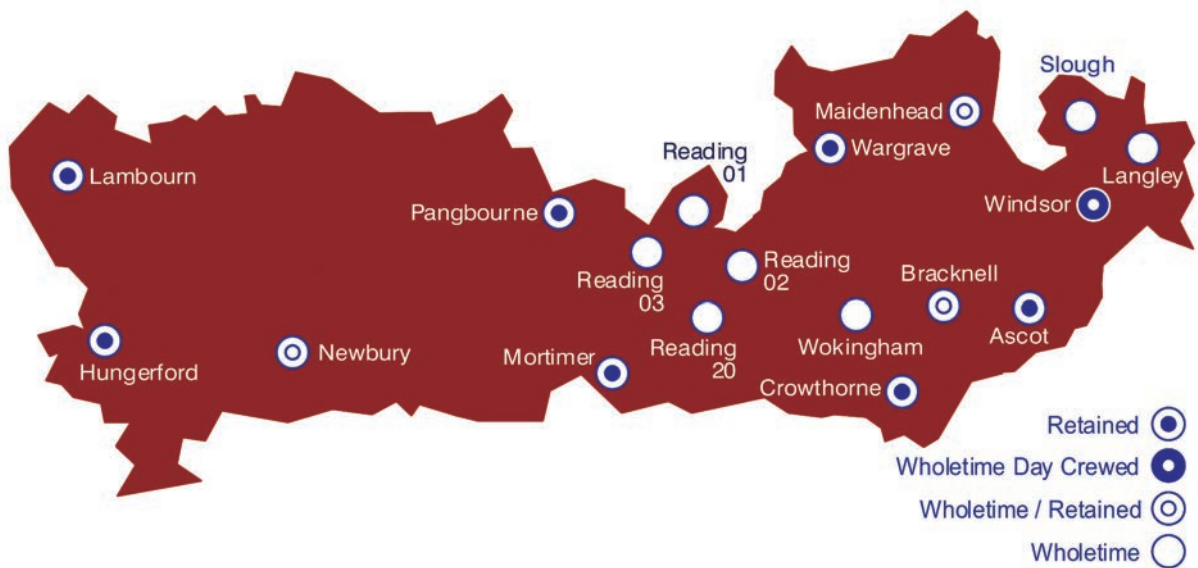 Slough
Maidenhead
Wargrave
Reading
01
Langley
Lambourn
Windsor
Pangbourne
Reading
03
Reading
02
Bracknell
Hungerford
Newbury
Mortimer
Reading
20
Wokingham
Ascot
Crowthorne
Retained
Wholetime Day Crewed
Wholetime / Retained
Wholetime